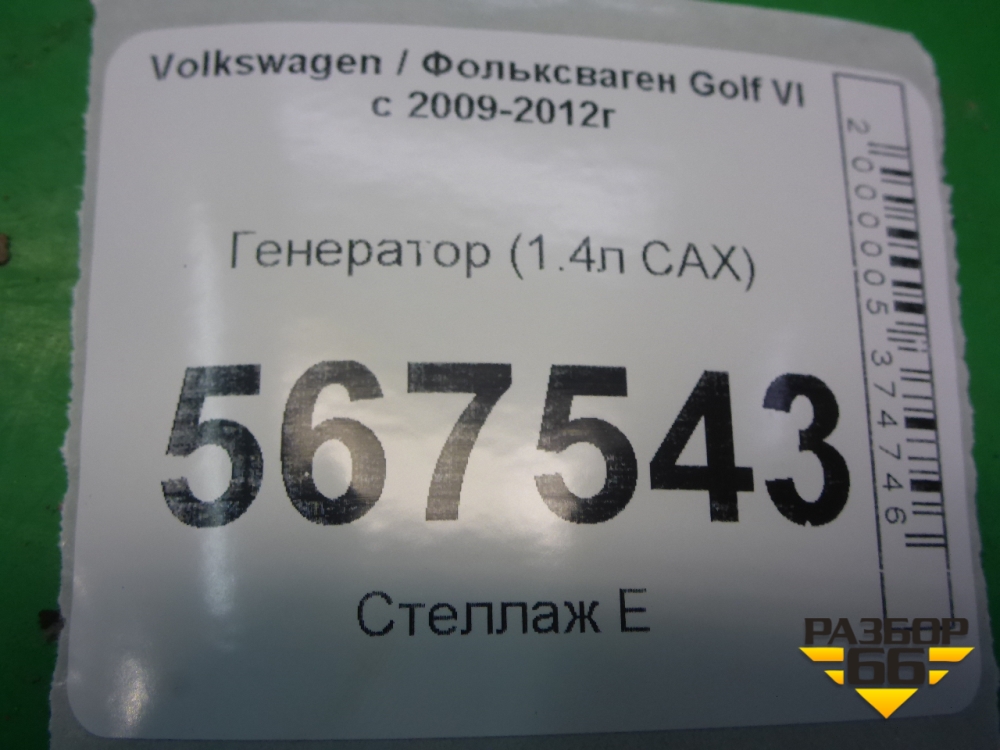 Volkswagen / Фольксваген Golf VI
с 2009-2012г
Генератор (1.4л CAX)
567543
Стеллаж Е
2000005374746
РАЗБОР
66